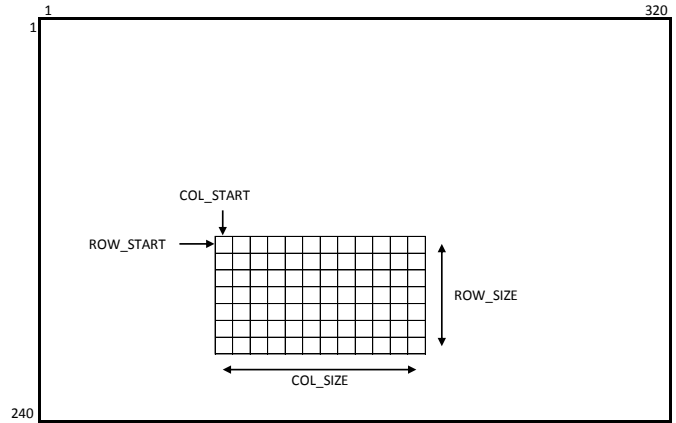 1
320
1
COL_START
ROW_START
ROW_SIZE
COL_SIZE
240